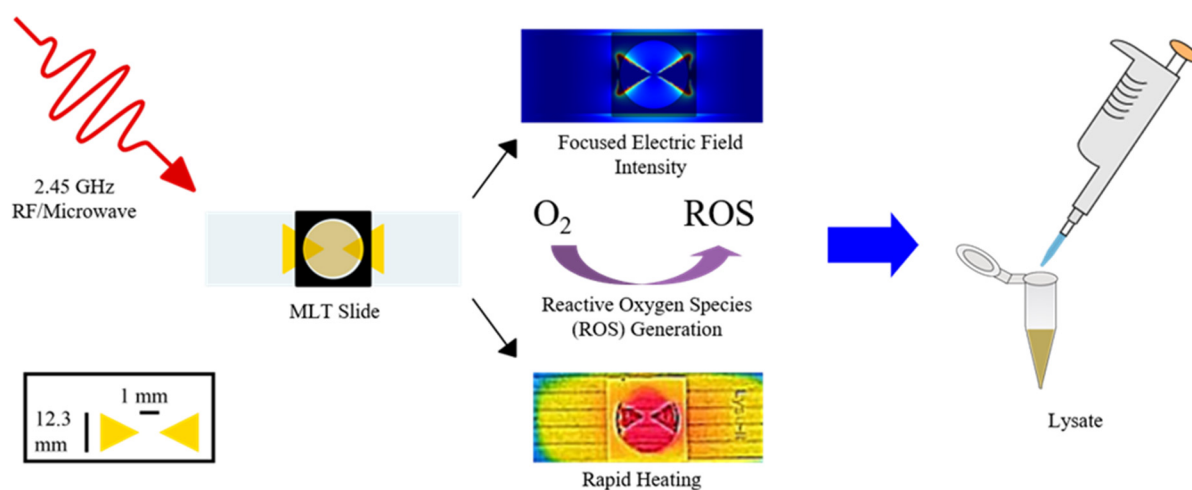 2.45 GHz
RF/Microwave
MLT Slide
1 mm
12.3
mm
Focused Electric Field
Intensity
O₂ ROS
Reactive Oxygen Species
(ROS) Generation
Rapid Heating
Lysate